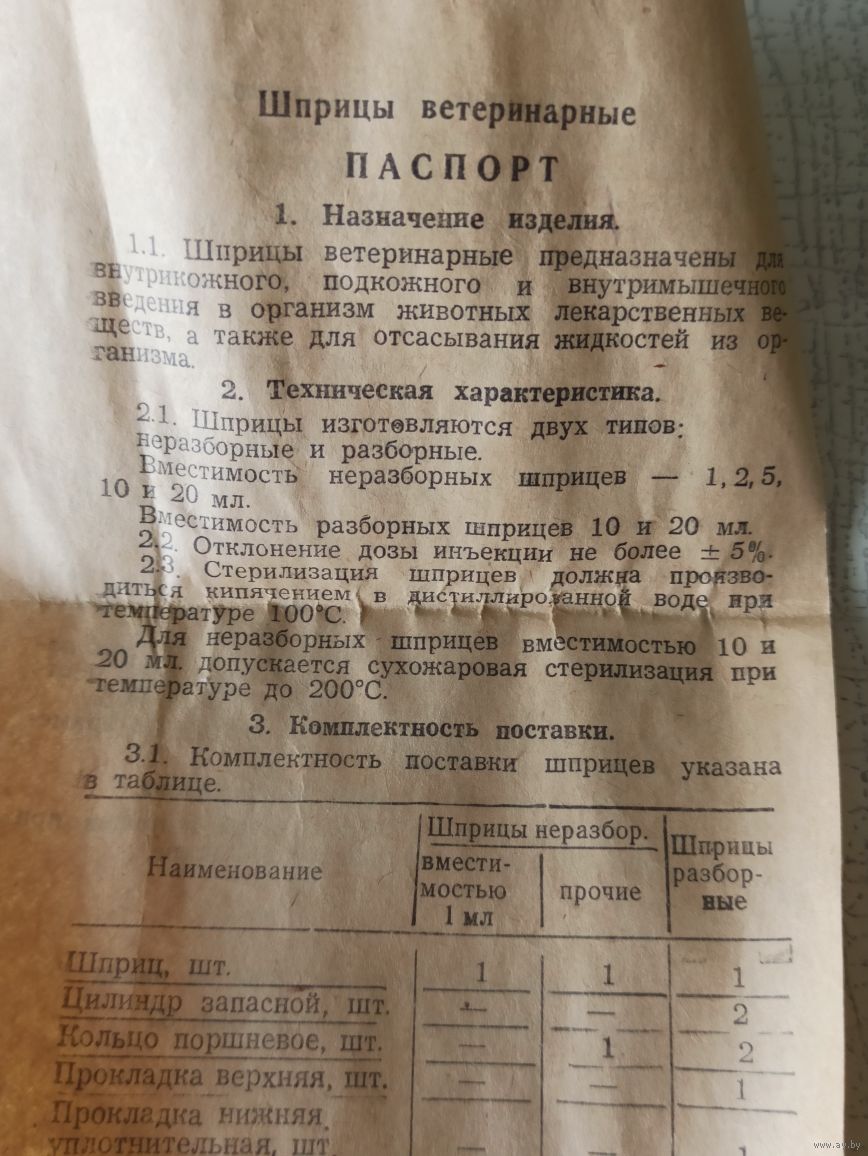 Шприцы ветеринарные
ПАСПОРТ
1. Назначение изделия.
1.1. Шприцы ветеринарные предназначены для
внутрикожного, подкожного и внутримышечного
введения в организм животных лекарственных ве-
ществ, а также для отсасывания жидкостей из ор-
ганизма.
2. Техническая характеристика.
2.1. Шприцы изготовляются двух типов:
неразборные и разборные.
Вместимость неразборных шприцев — 1, 2, 5,
10 и 20 мл.
Вместимость разборных шприцев 10 и 20 мл.
2.2. Отклонение дозы инъекции не более ± 5%.
2.3. Стерилизация шприцев должна произво-
диться кипячением в дистиллированной воде при
температуре 100°С.
Для неразборных шприцев вместимостью 10 и
20 мл. допускается сухожаровая стерилизация при
температуре до 200°С.
3. Комплектность поставки.
3.1. Комплектность поставки шприцев указана
в таблице.
Наименование
Шприцы неразбор.
вмести-
мостью
1 мл
прочие
Шприцы
разбор-
ные
Шприц, шт. 1 1 1
Цилиндр запасной, шт. — — 2
Кольцо поршневое, шт. — 1 2
Прокладка верхняя, шт. — — 1
Прокладка нижняя
уплотнительная, шт. — — 1
www.ay.by